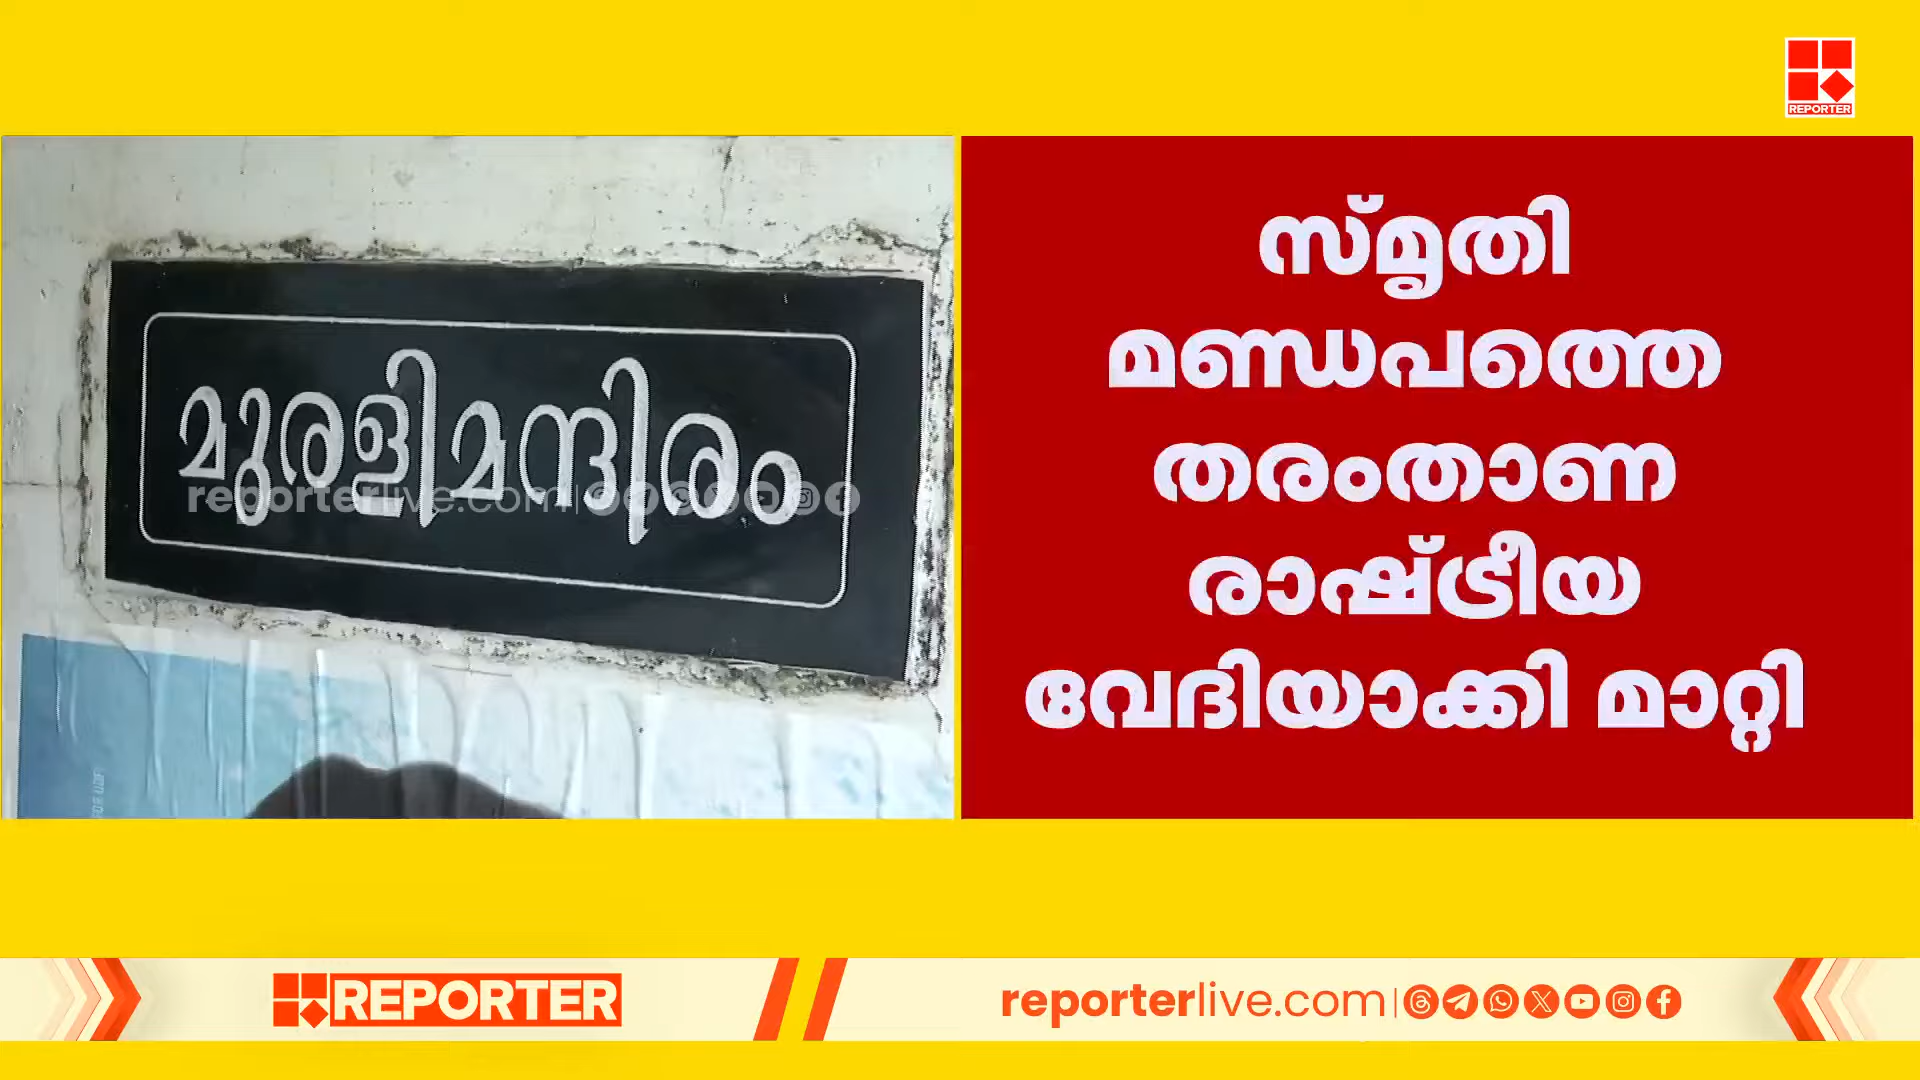 REPORTER
മുരളിമന്ദിരം
reporterlive.com
സ്മൃതി
മണ്ഡപത്തെ
തരംതാണ
രാഷ്ട്രീയ
വേദിയാക്കി മാറ്റി
REPORTER
reporterlive.com